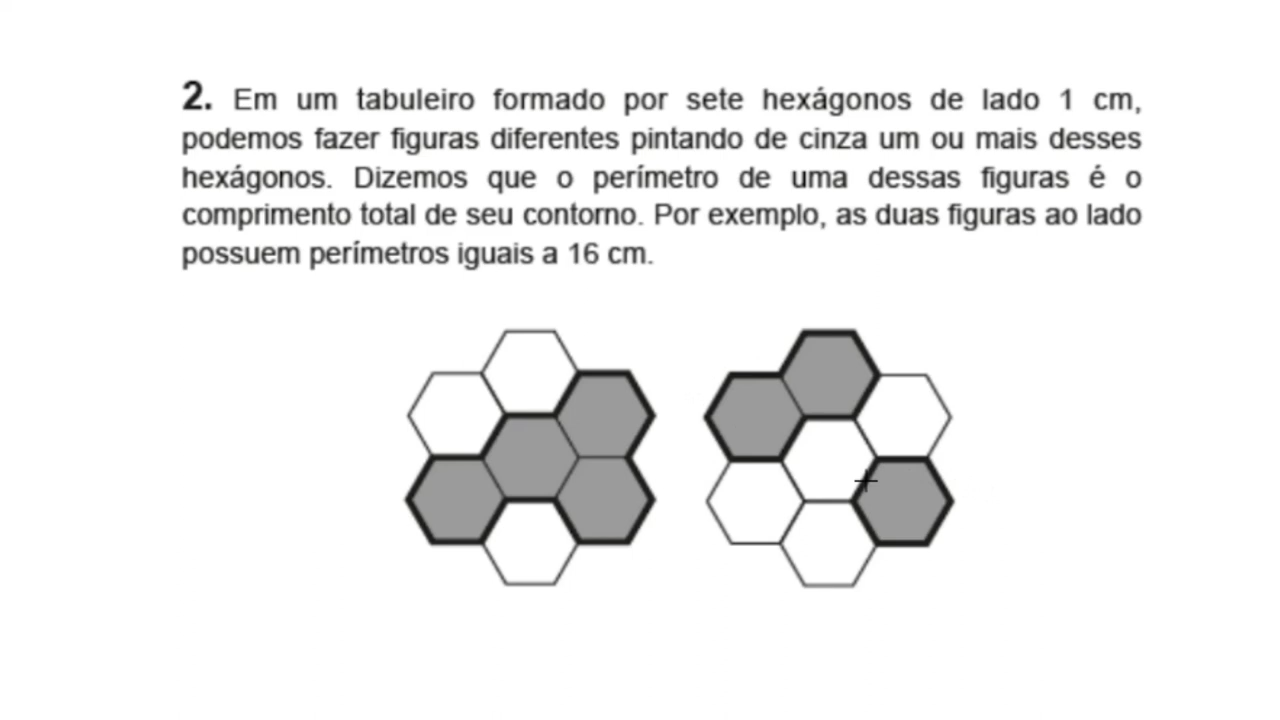 2. Em um tabuleiro formado por sete hexágonos de lado 1 cm,
podemos fazer figuras diferentes pintando de cinza um ou mais desses
hexágonos. Dizemos que o perímetro de uma dessas figuras é o
comprimento total de seu contorno. Por exemplo, as duas figuras ao lado
possuem perímetros iguais a 16 cm.